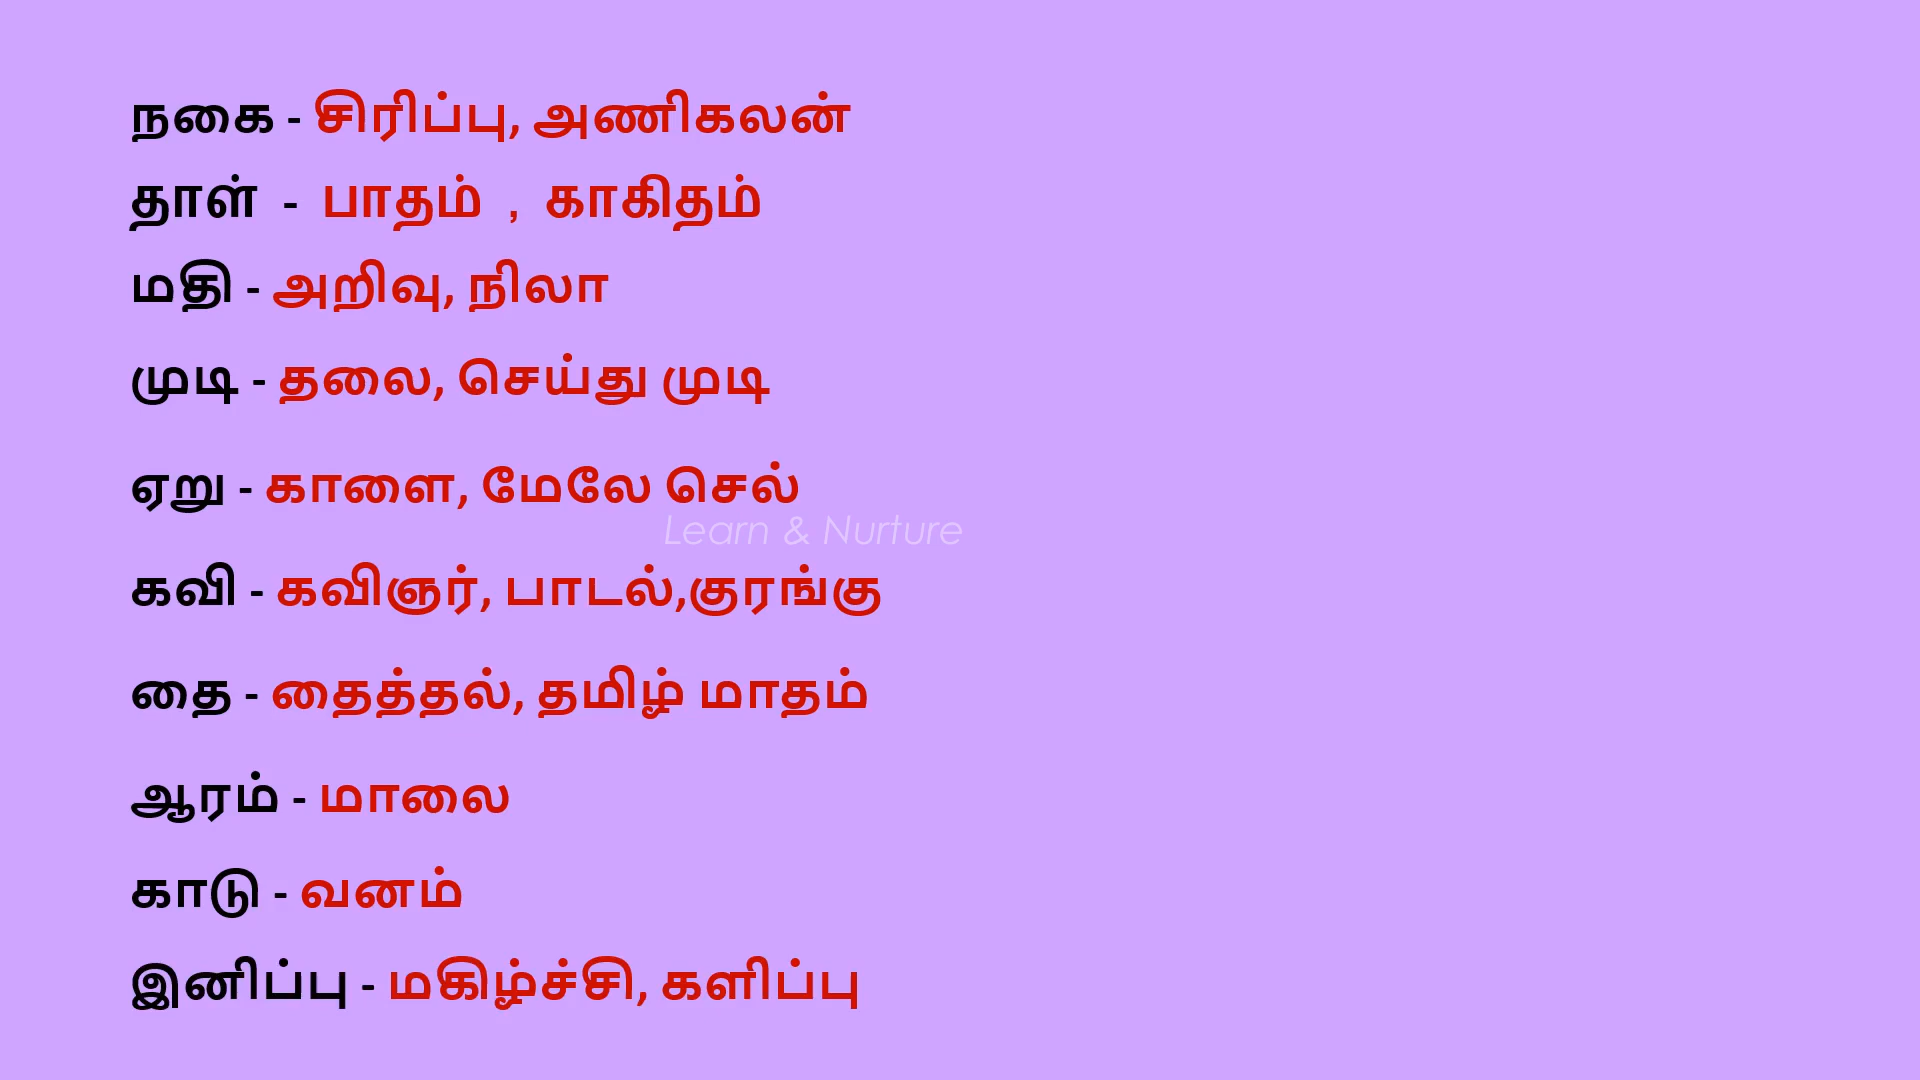 நகை - சிரிப்பு, அணிகலன்
தாள் - பாதம் , காகிதம்
மதி - அறிவு, நிலா
முடி - தலை, செய்து முடி
ஏறு - காளை, மேலே செல்
Learn & Nurture
கவி - கவிஞர், பாடல்,குரங்கு
தை - தைத்தல், தமிழ் மாதம்
ஆரம் - மாலை
காடு - வனம்
இனிப்பு - மகிழ்ச்சி, களிப்பு